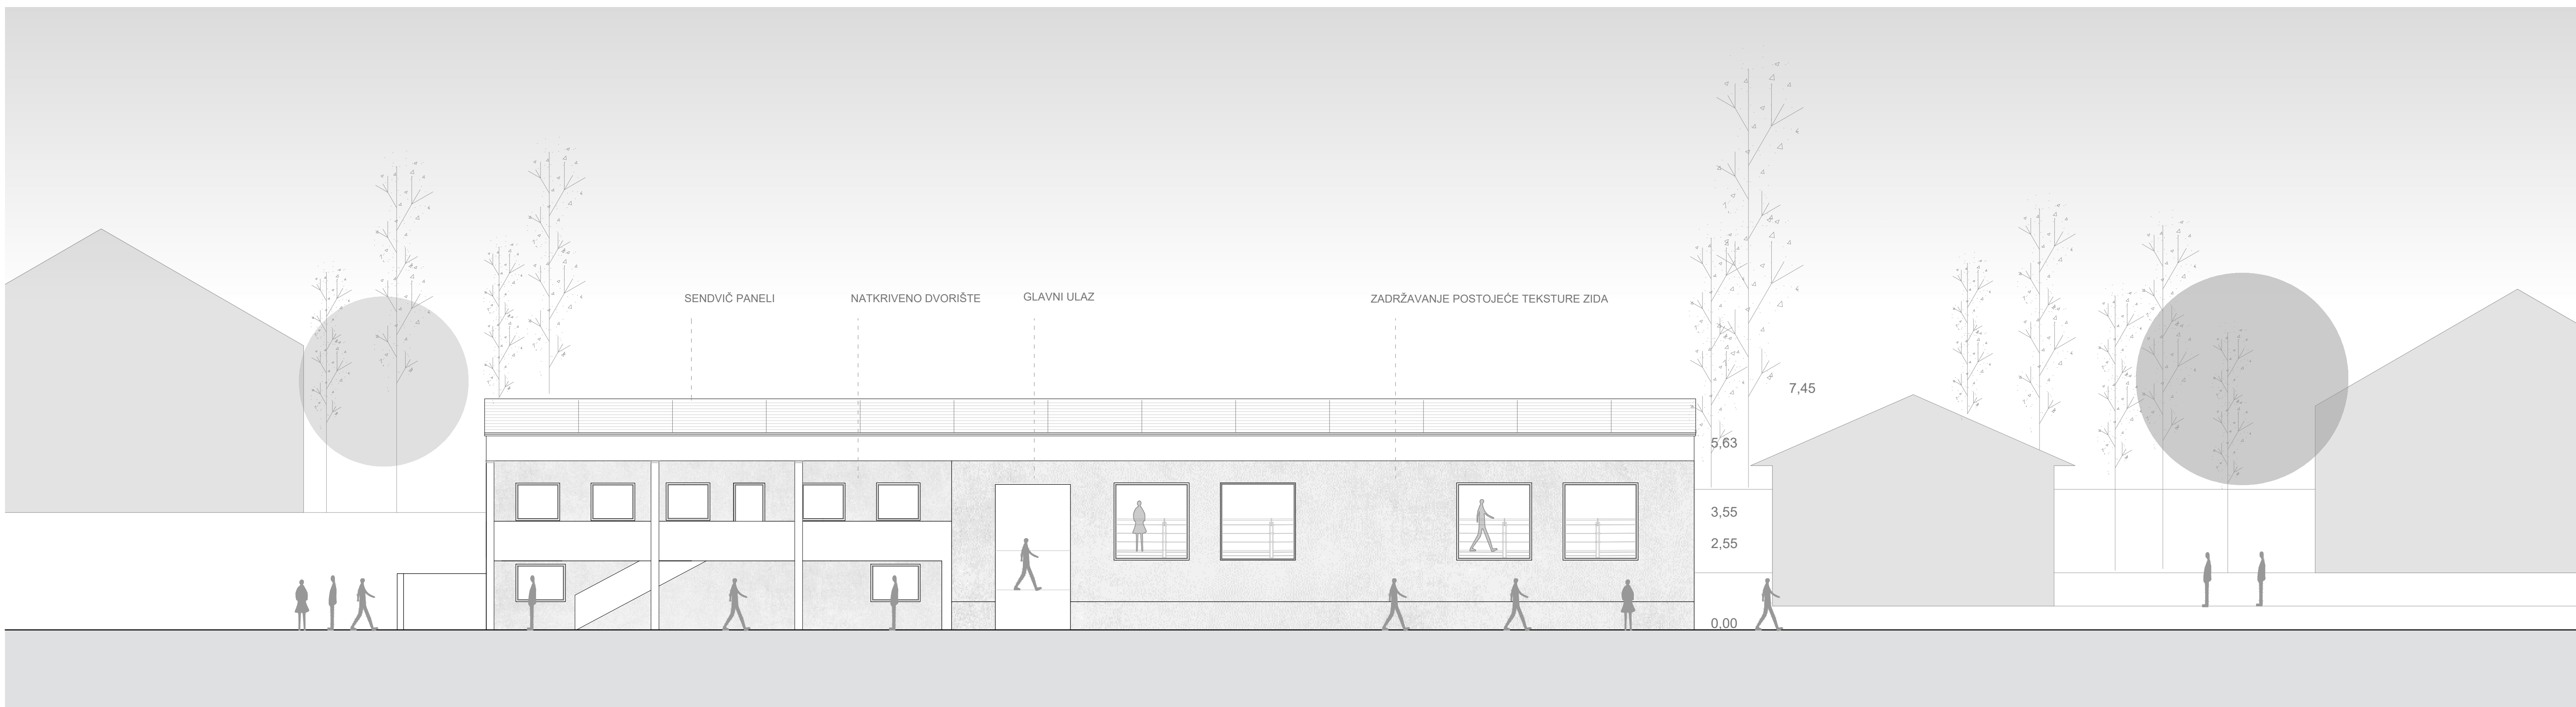 SENDVIČ PANELI
NATKRIVENO DVORIŠTE
GLAVNI ULAZ
ZADRŽAVANJE POSTOJEĆE TEKSTURE ZIDA
7,45
5,63
3,55
2,55
0,00